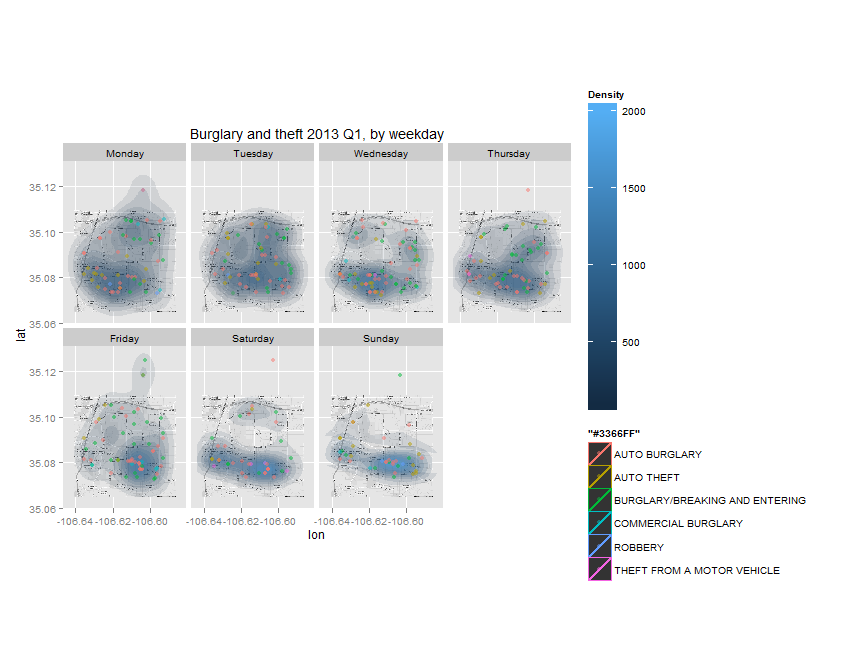 Burglary and theft 2013 Q1, by weekday
Monday
Tuesday
Wednesday
Thursday
35.12
35.10
35.08
35.06
lat
Friday
Saturday
Sunday
35.12
35.10
35.08
35.06
-106.64-106.62-106.60
-106.64-106.62-106.60
-106.64-106.62-106.60
lon
Density
2000
1500
1000
500
"#3366FF"
AUTO BURGLARY
AUTO THEFT
BURGLARY/BREAKING AND ENTERING
COMMERCIAL BURGLARY
ROBBERY
THEFT FROM A MOTOR VEHICLE